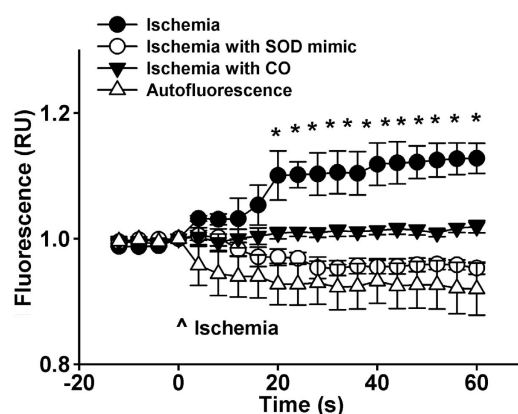 Ischemia
Ischemia with SOD mimic
Ischemia with CO
Autofluorescence
Fluorescence (RU)
1.2
1.0
0.8
* * * * * * * * * * *
^ Ischemia
-20 0 20 40 60
Time (s)